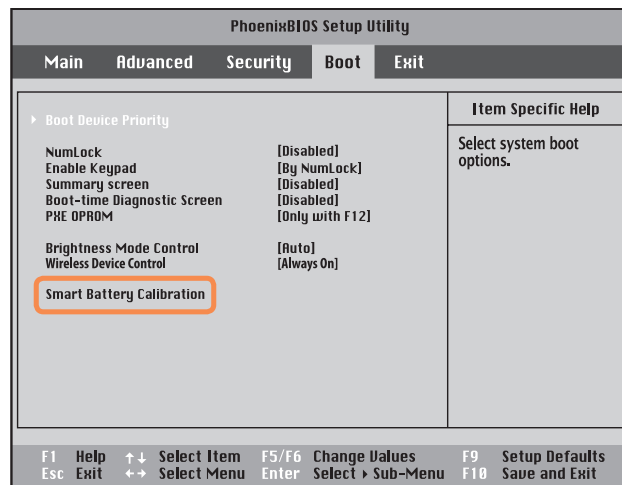 PhoenixBIOS Setup Utility
Main Advanced Security Boot Exit
▸ Boot Device Priority
NumLock [Disabled]
Enable Keypad [By NumLock]
Summary screen [Disabled]
Boot-time Diagnostic Screen [Disabled]
PXE OPROM [Only with F12]
Brightness Mode Control [Auto]
Wireless Device Control [Always On]
Smart Battery Calibration
Item Specific Help
Select system boot
options.
F1 Help ↑↓ Select Item F5/F6 Change Values F9 Setup Defaults
Esc Exit ←→ Select Menu Enter Select ▸ Sub-Menu F10 Save and Exit